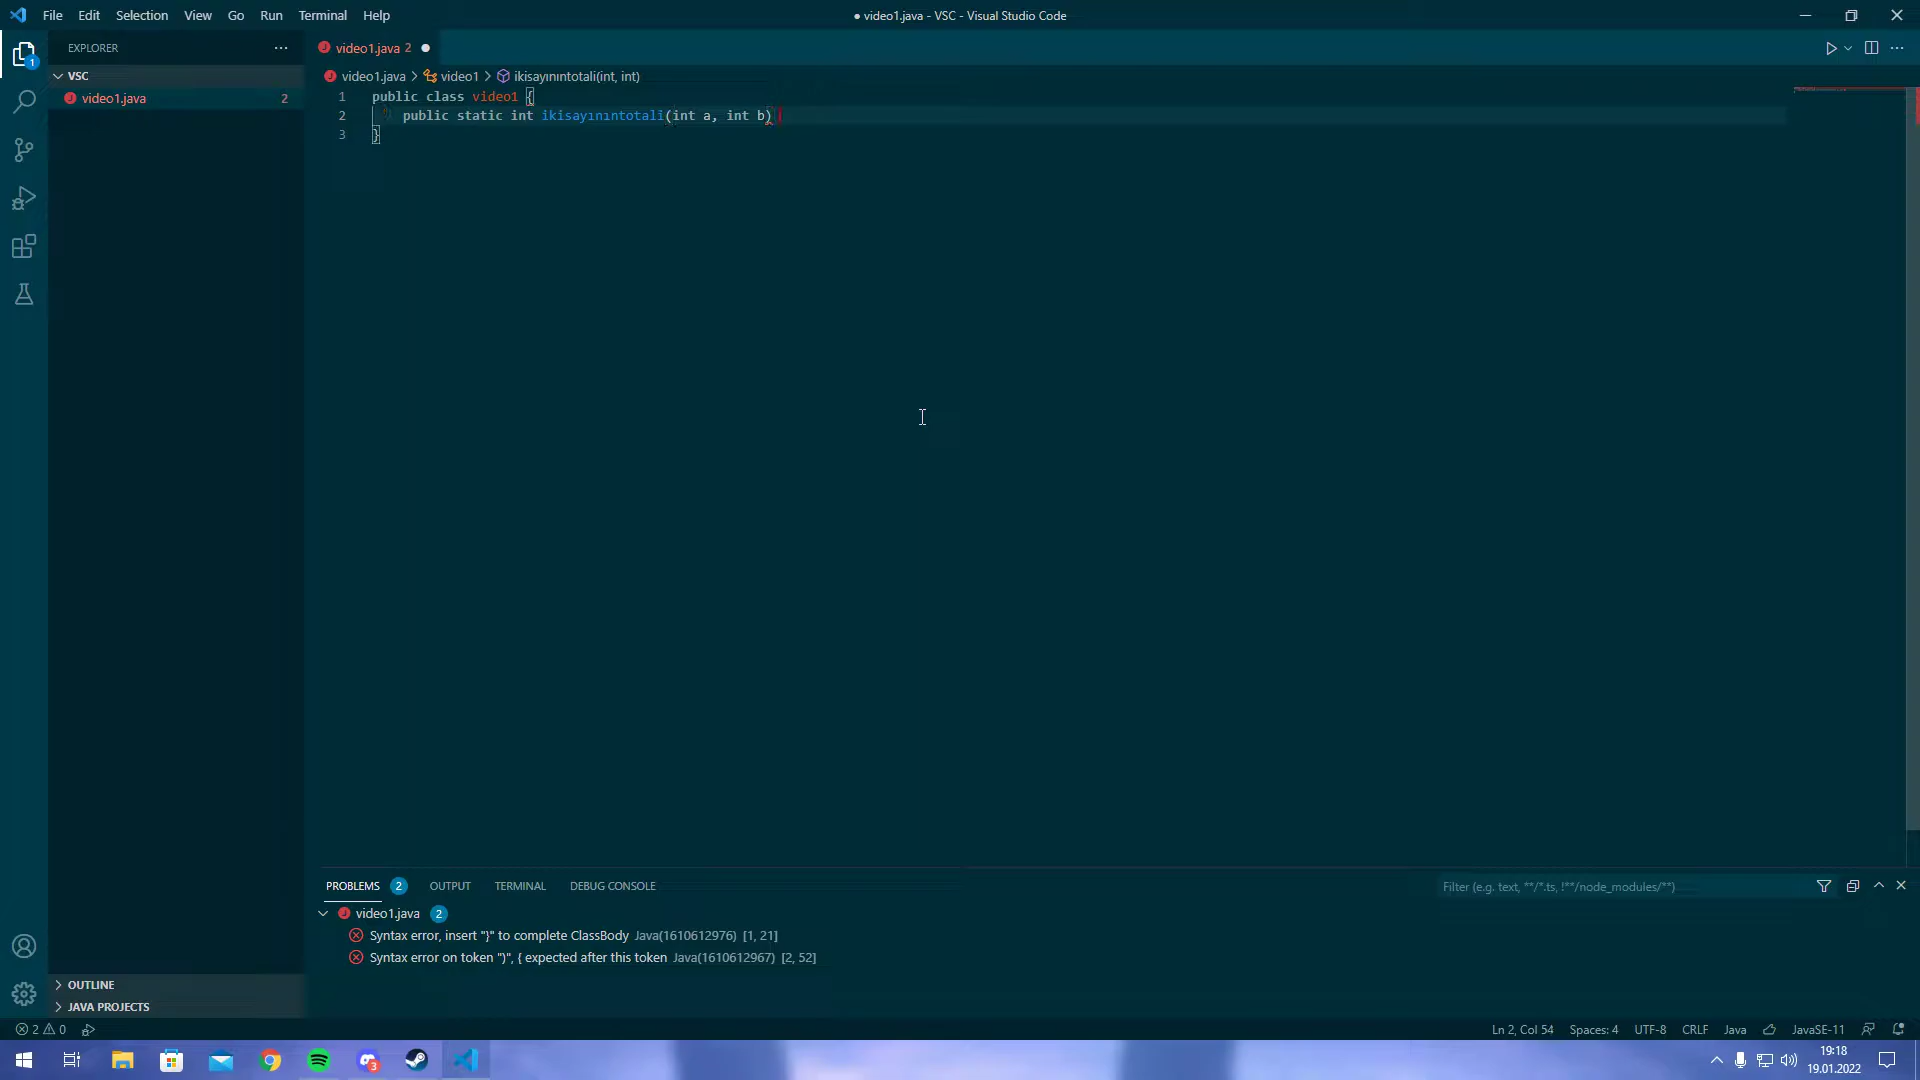 File Edit Selection View Go Run Terminal Help
● video1.java - VSC - Visual Studio Code
EXPLORER
video1.java 2
1
VSC
video1.java > video1 > ikisayınıntotali(int, int)
video1.java 2
1 public class video1 {
2 public static int ikisayınıntotali(int a, int b)
3 }
PROBLEMS 2 OUTPUT TERMINAL DEBUG CONSOLE
Filter (e.g. text, **/*.ts, !**/node_modules/**)
video1.java 2
Syntax error, insert "}" to complete ClassBody Java(1610612976) [1, 21]
Syntax error on token ")", { expected after this token Java(1610612967) [2, 52]
OUTLINE
JAVA PROJECTS
2 0
Ln 2, Col 54 Spaces: 4 UTF-8 CRLF Java JavaSE-11
3
19:18
19.01.2022